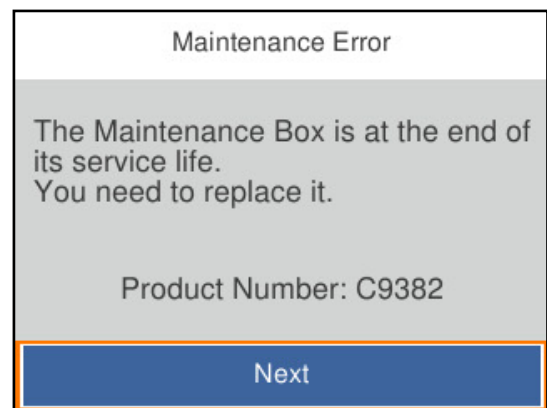 Maintenance Error
The Maintenance Box is at the end of
its service life.
You need to replace it.
Product Number: C9382
Next